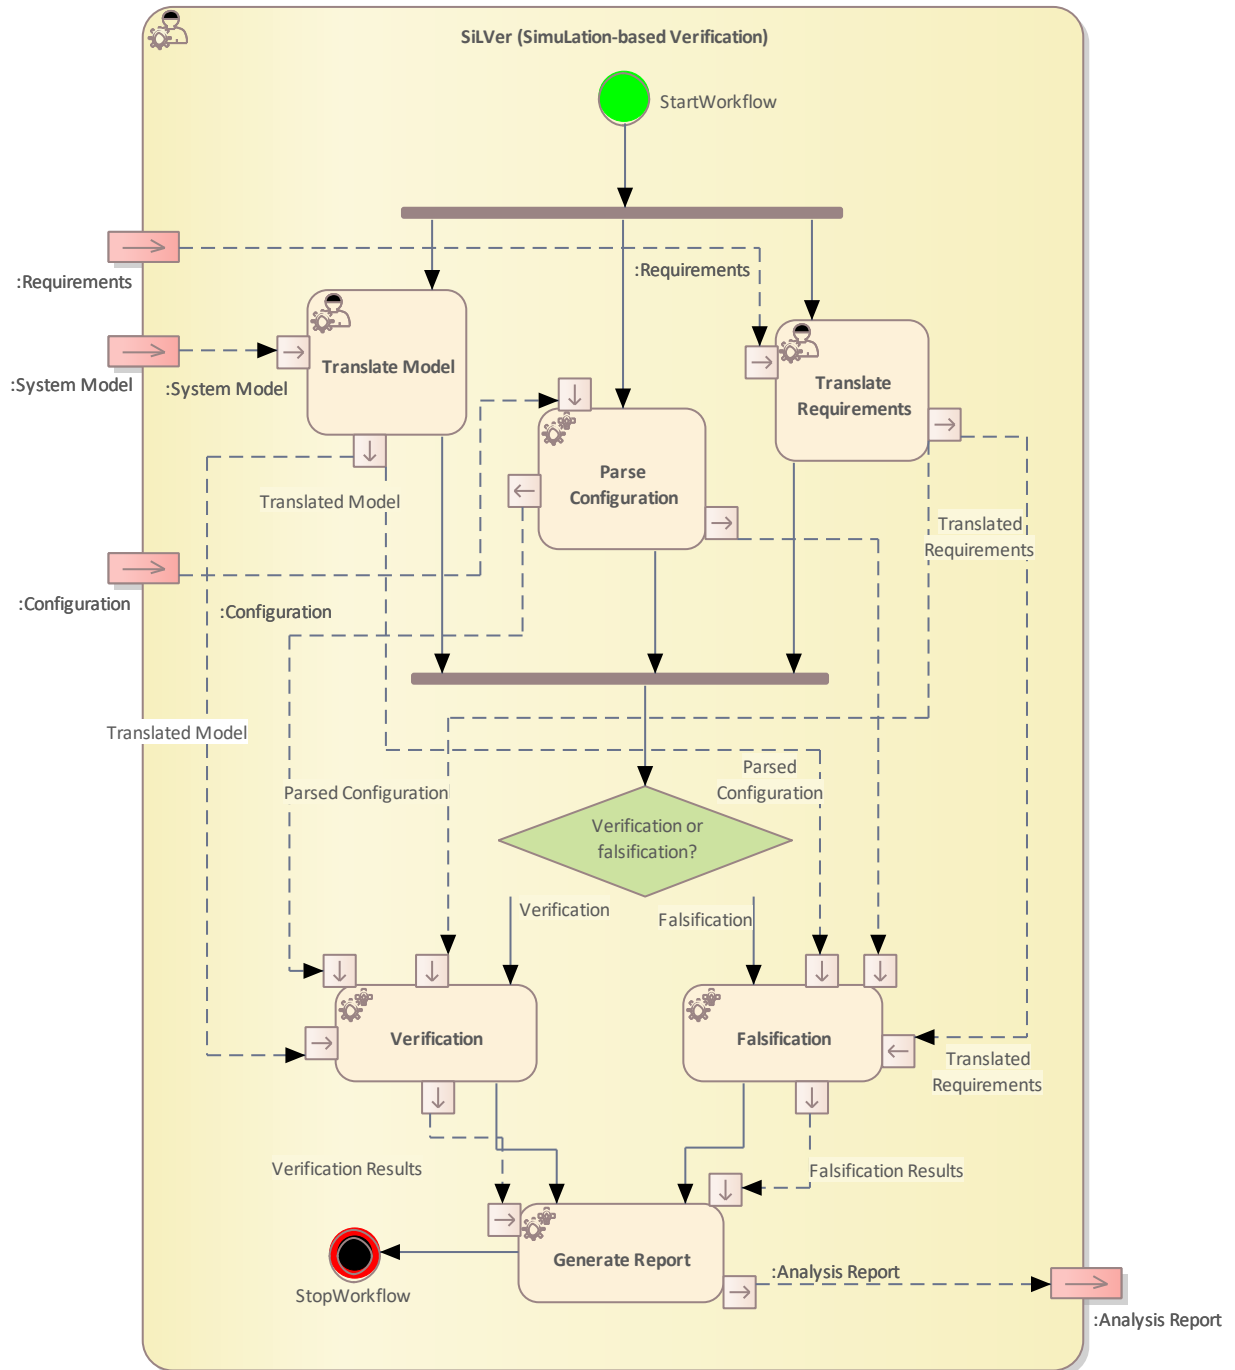 SiLVer (SimuLation-based Verification)
StartWorkflow
:Requirements
:Requirements
:System Model
:System Model
Translate Model
Translate
Requirements
Parse
Configuration
Translated Model
Translated
Requirements
:Configuration
:Configuration
Translated Model
Parsed Configuration
Parsed
Configuration
Verification or
falsification?
Verification
Falsification
Verification
Falsification
Translated
Requirements
Verification Results
Falsification Results
Generate Report
StopWorkflow
:Analysis Report
:Analysis Report